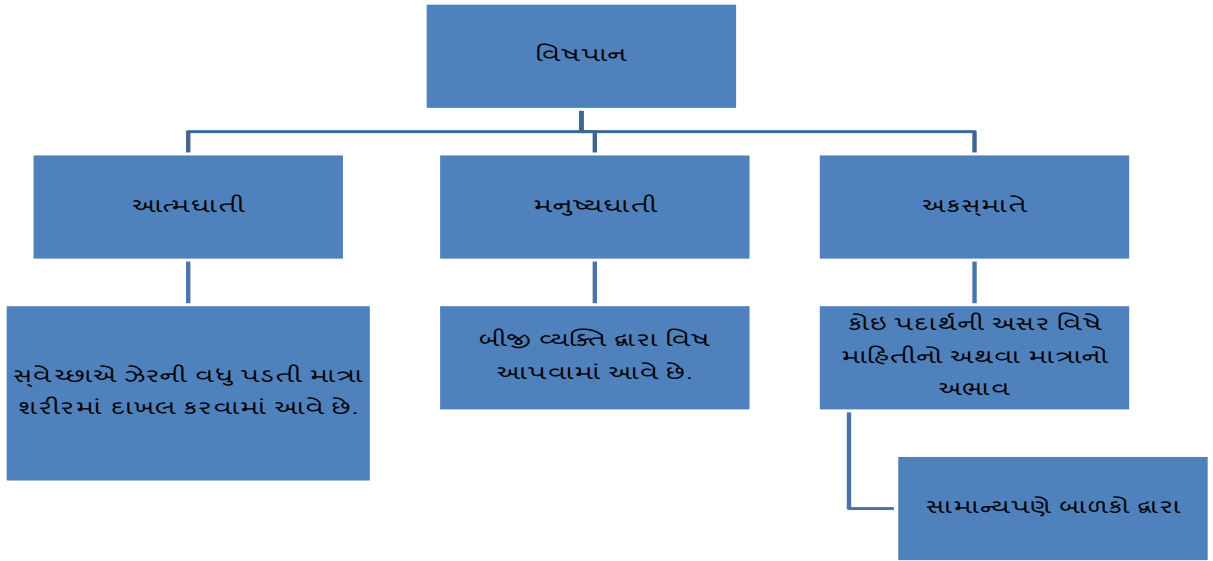 વિષપાન
આત્મઘાતી
મનુષ્યઘાતી
અકસ્માતે
સ્વેચ્છાએ ઝેરની વધુ પડતી માત્રા
શરીરમાં દાખલ કરવામાં આવે છે.
બીજી વ્યક્તિ દ્વારા વિષ
આપવામાં આવે છે.
કોઇ પદાર્થની અસર વિષે
માહિતીનો અથવા માત્રાનો
અભાવ
સામાન્યપણે બાળકો દ્વારા